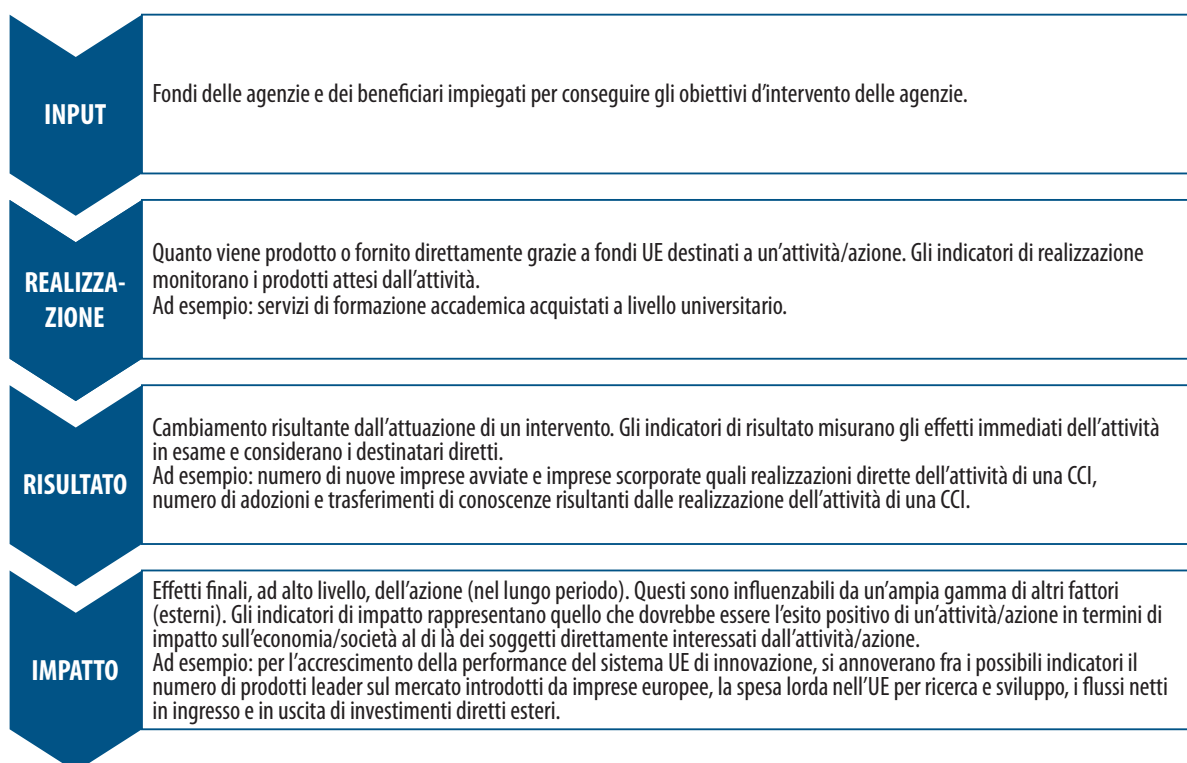 INPUT
Fondi delle agenzie e dei beneficiari impiegati per conseguire gli obiettivi d’intervento delle agenzie.
REALIZZA-
ZIONE
Quanto viene prodotto o fornito direttamente grazie a fondi UE destinati a un’attività/azione. Gli indicatori di realizzazione
monitorano i prodotti attesi dall’attività.
Ad esempio: servizi di formazione accademica acquistati a livello universitario.
RISULTATO
Cambiamento risultante dall’attuazione di un intervento. Gli indicatori di risultato misurano gli effetti immediati dell’attività
in esame e considerano i destinatari diretti.
Ad esempio: numero di nuove imprese avviate e imprese scorporate quali realizzazioni dirette dell’attività di una CCI,
numero di adozioni e trasferimenti di conoscenze risultanti dalle realizzazione dell’attività di una CCI.
IMPATTO
Effetti finali, ad alto livello, dell’azione (nel lungo periodo). Questi sono influenzabili da un’ampia gamma di altri fattori
(esterni). Gli indicatori di impatto rappresentano quello che dovrebbe essere l’esito positivo di un’attività/azione in termini di
impatto sull’economia/società al di là dei soggetti direttamente interessati dall’attività/azione.
Ad esempio: per l’accrescimento della performance del sistema UE di innovazione, si annoverano fra i possibili indicatori il
numero di prodotti leader sul mercato introdotti da imprese europee, la spesa lorda nell’UE per ricerca e sviluppo, i flussi netti
in ingresso e in uscita di investimenti diretti esteri.